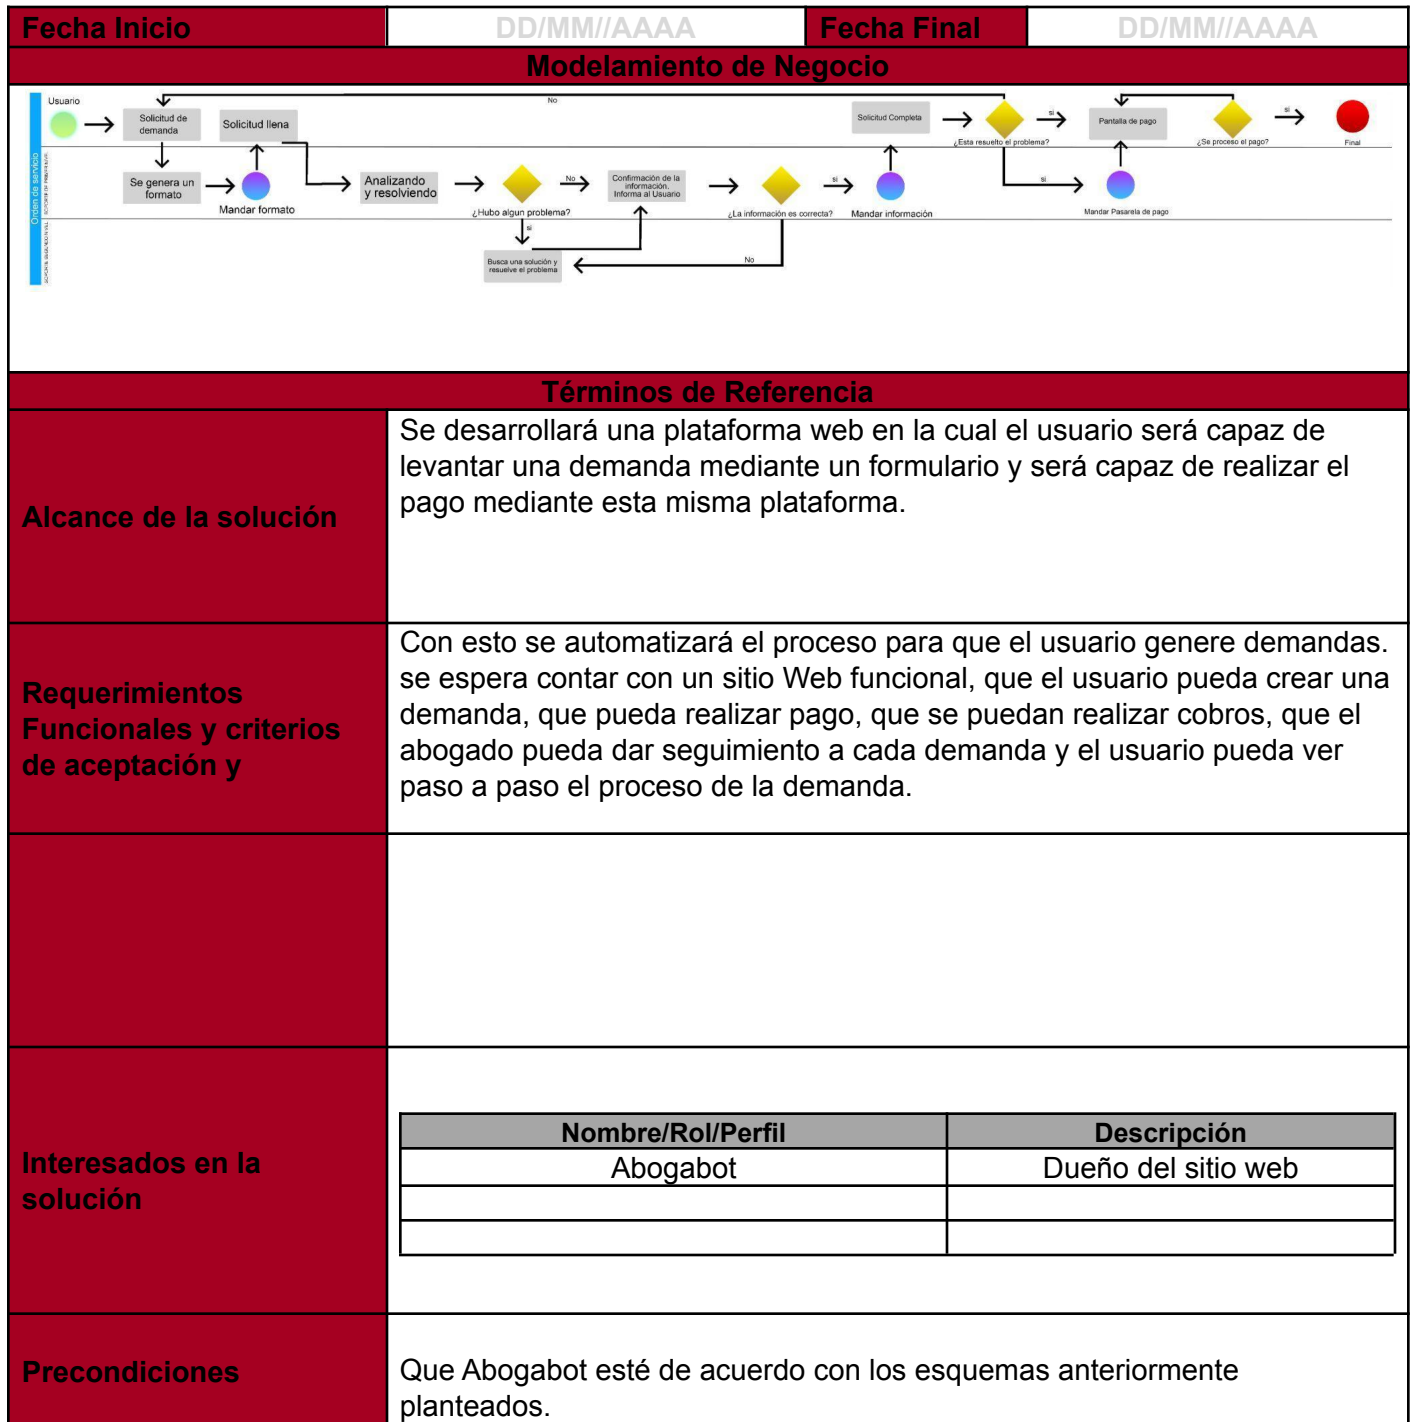 Fecha Inicio DD/MM//AAAA Fecha Final DD/MM//AAAA
Modelamiento de Negocio
Orden de servicio
Usuario
Solicitud de
demanda
Solicitud llena
Se genera un
formato
Mandar formato
Analizando
y resolviendo
¿Hubo algun problema?
No
si
Busca una solución y
resuelve el problema
Confirmación de la
información.
Informa al Usuario
¿La información es correcta?
No
si
Mandar información
Solicitud Completa
¿Esta resuelto el problema?
No
si
si
Mandar Pasarela de pago
Pantalla de pago
¿Se proceso el pago?
si
Final
Términos de Referencia
Alcance de la solución
Se desarrollará una plataforma web en la cual el usuario será capaz de
levantar una demanda mediante un formulario y será capaz de realizar el
pago mediante esta misma plataforma.
Requerimientos
Funcionales y criterios
de aceptación y
Con esto se automatizará el proceso para que el usuario genere demandas.
se espera contar con un sitio Web funcional, que el usuario pueda crear una
demanda, que pueda realizar pago, que se puedan realizar cobros, que el
abogado pueda dar seguimiento a cada demanda y el usuario pueda ver
paso a paso el proceso de la demanda.
Interesados en la
solución
Nombre/Rol/Perfil Descripción
Abogabot Dueño del sitio web
Precondiciones
Que Abogabot esté de acuerdo con los esquemas anteriormente
planteados.